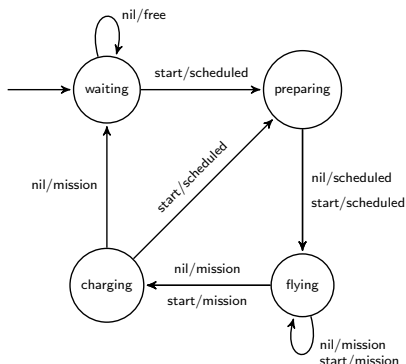 nil/free
start/scheduled
waiting
preparing
nil/mission
start/scheduled
nil/scheduled
start/scheduled
charging
nil/mission
start/mission
flying
nil/mission
start/mission